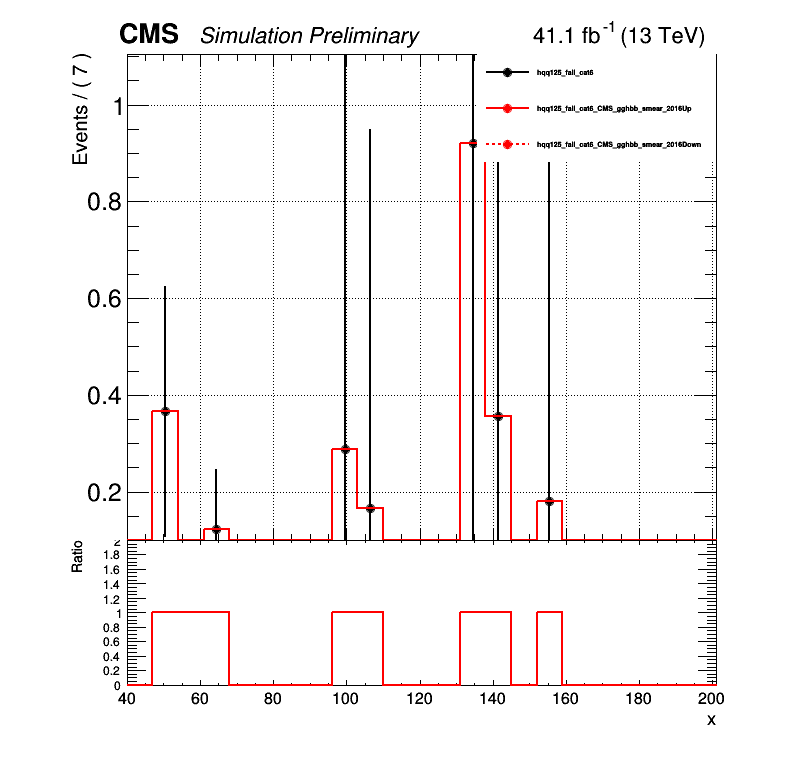 CMS Simulation Preliminary 41.1 fb-1 (13 TeV)
Events / ( 7 )
1
0.8
0.6
0.4
0.2
hqq125_fail_cat6
hqq125_fail_cat6_CMS_gghbb_smear_2016Up
hqq125_fail_cat6_CMS_gghbb_smear_2016Down
Ratio
2
1.8
1.6
1.4
1.2
1
0.8
0.6
0.4
0.2
0
40 60 80 100 120 140 160 180 200
x